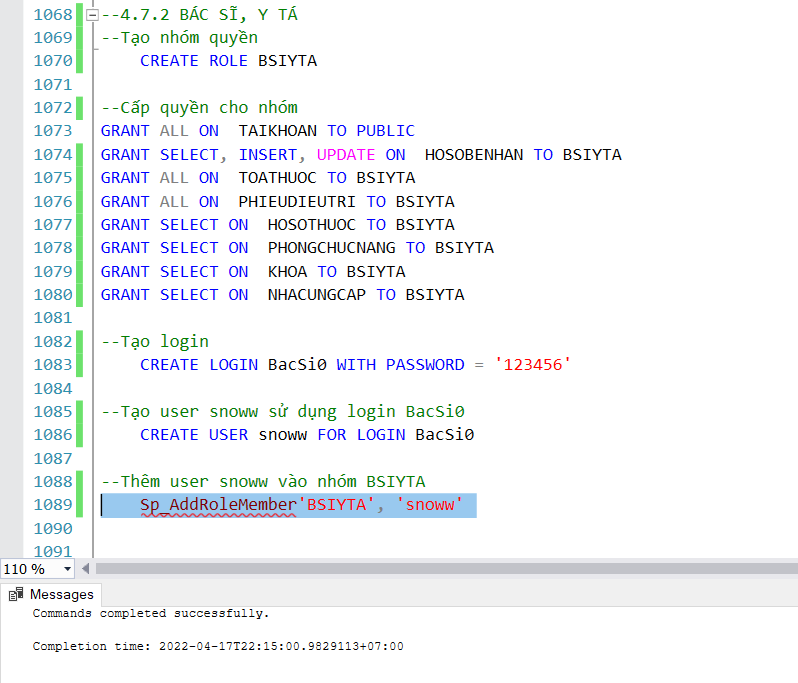 1068 --4.7.2 BÁC SĨ, Y TÁ
1069 --Tạo nhóm quyền
1070 CREATE ROLE BSIYTA
1071
1072 --Cấp quyền cho nhóm
1073 GRANT ALL ON  TAIKHOAN TO PUBLIC
1074 GRANT SELECT, INSERT, UPDATE ON  HOSOBENHAN TO BSIYTA
1075 GRANT ALL ON  TOATHUOC TO BSIYTA
1076 GRANT ALL ON  PHIEUDIEUTRI TO BSIYTA
1077 GRANT SELECT ON  HOSOTHUOC TO BSIYTA
1078 GRANT SELECT ON  PHONGCHUCNANG TO BSIYTA
1079 GRANT SELECT ON  KHOA TO BSIYTA
1080 GRANT SELECT ON  NHACUNGCAP TO BSIYTA
1081
1082 --Tạo login
1083 CREATE LOGIN BacSi0 WITH PASSWORD = '123456'
1084
1085 --Tạo user snoww sử dụng login BacSi0
1086 CREATE USER snoww FOR LOGIN BacSi0
1087
1088 --Thêm user snoww vào nhóm BSIYTA
1089 Sp_AddRoleMember'BSIYTA', 'snoww'
1090
1091
110 %
Messages
Commands completed successfully.
Completion time: 2022-04-17T22:15:00.9829113+07:00